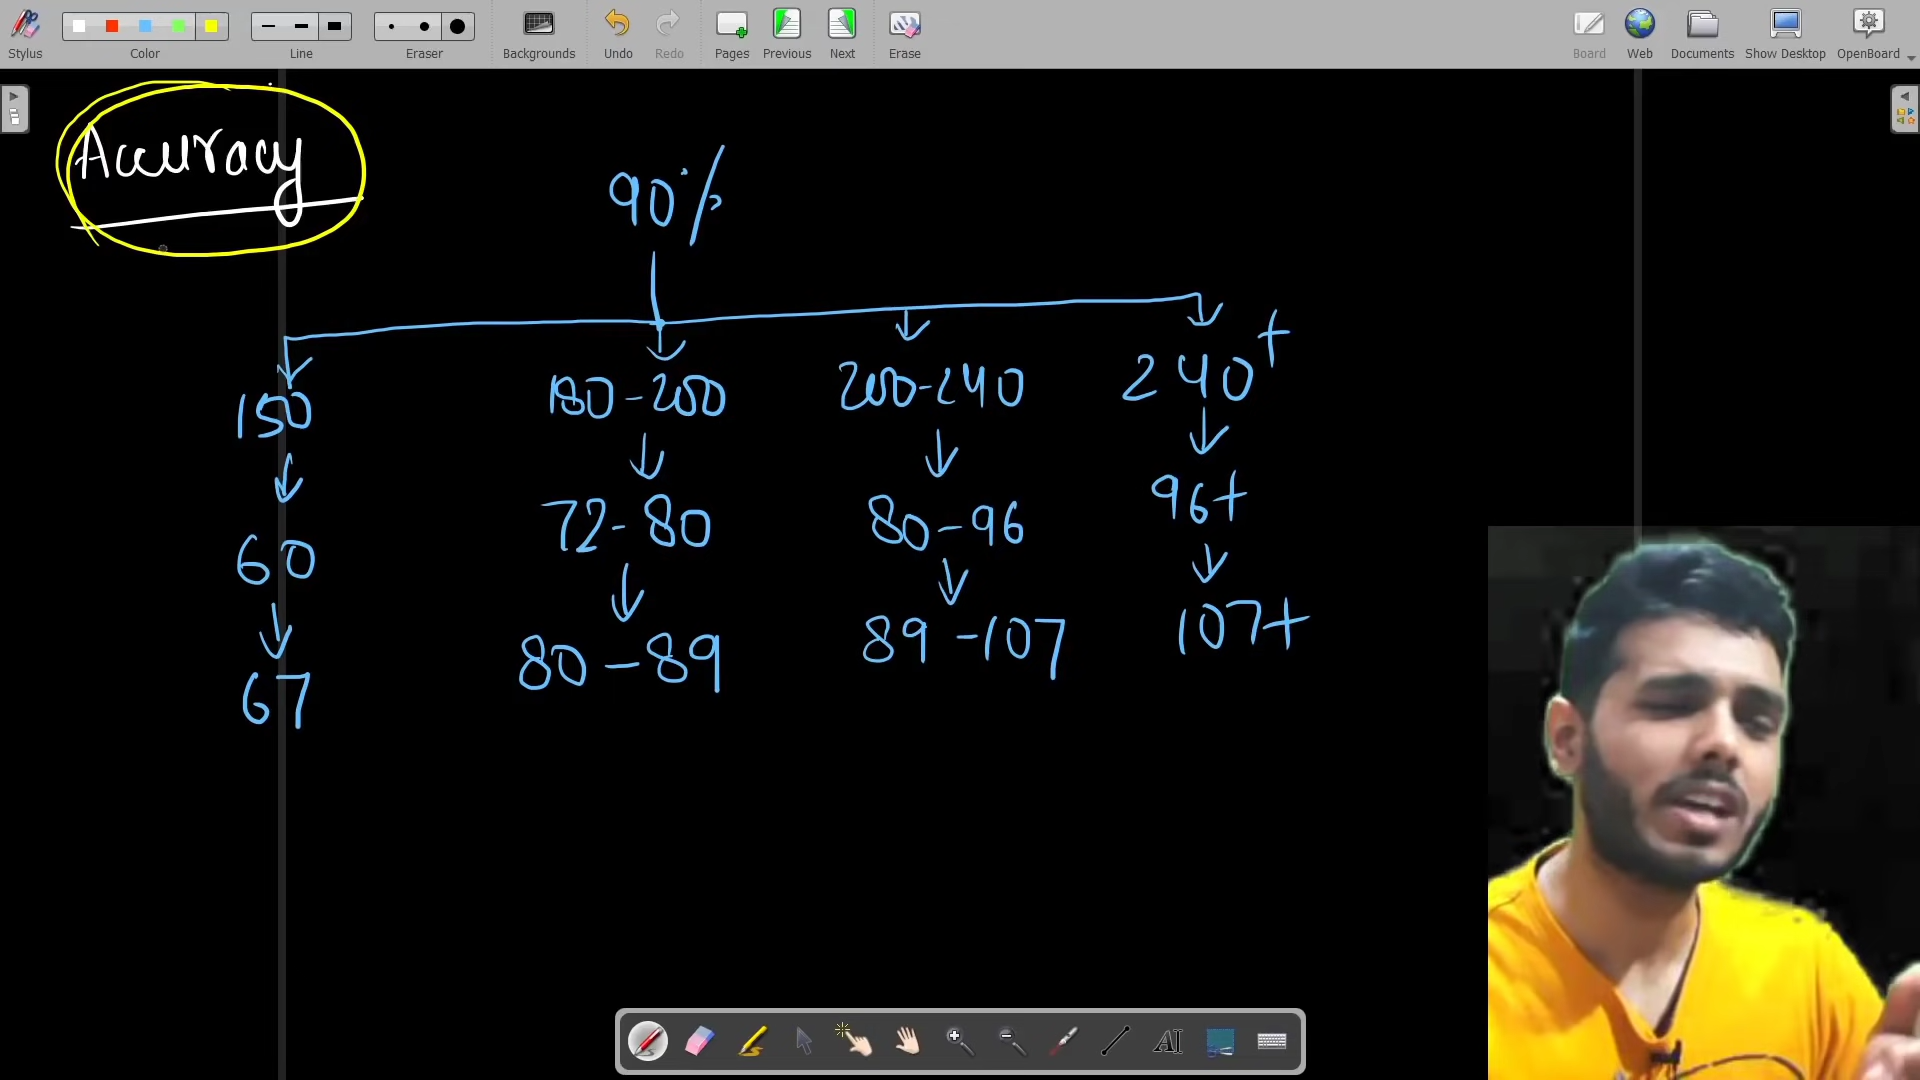 Stylus Color Line Eraser Backgrounds Undo Redo Pages Previous Next Erase Board Web Documents Show Desktop OpenBoard
Accuracy
90%
150 180-200 200-240 240+
60 72-80 80-96 96+
67 80-89 89-107 107+